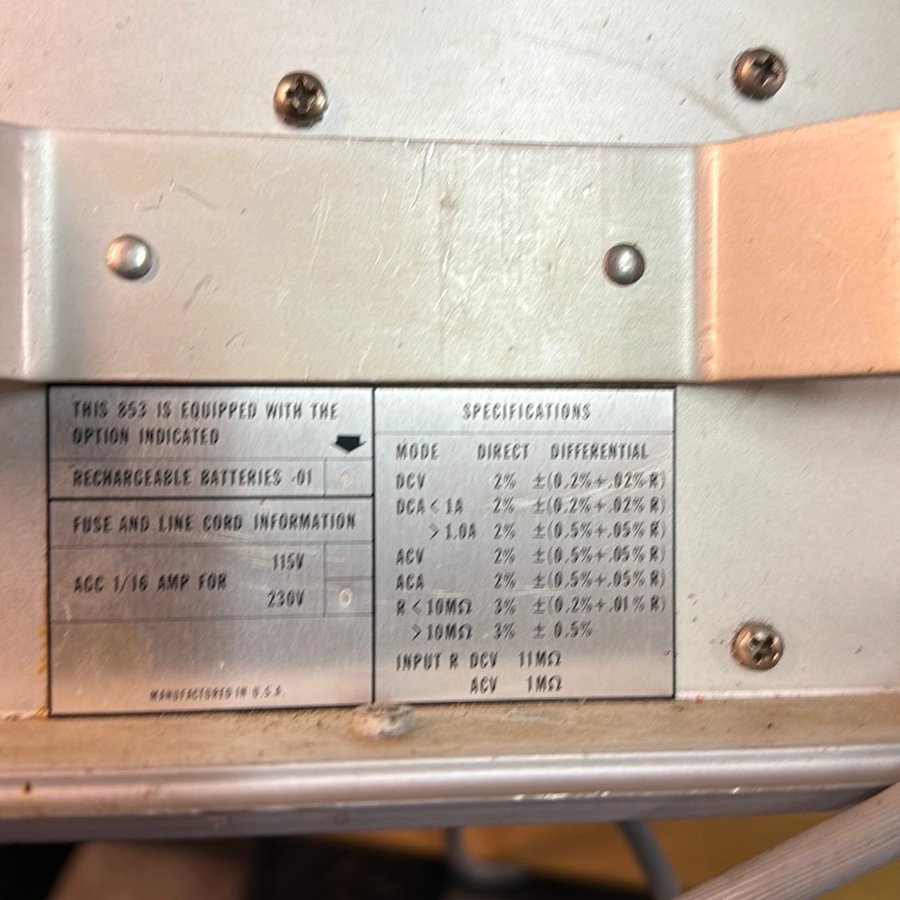 THIS 853 IS EQUIPPED WITH THE
OPTION INDICATED
RECHARGEABLE BATTERIES -01
FUSE AND LINE CORD INFORMATION
115V
AGC 1/16 AMP FOR
230V
MANUFACTURED IN U.S.A.
SPECIFICATIONS
MODE DIRECT DIFFERENTIAL
DCV 2% ±(0.2%+.02% R)
DCA < 1A 2% ±(0.2%+.02% R)
> 1.0A 2% ±(0.5%+.05% R)
ACV 2% ±(0.5%+.05% R)
ACA 2% ±(0.5%+.05% R)
R < 10MΩ 3% ±(0.2%+.01% R)
> 10MΩ 3% ± 0.5%
INPUT R DCV 11MΩ
ACV 1MΩ